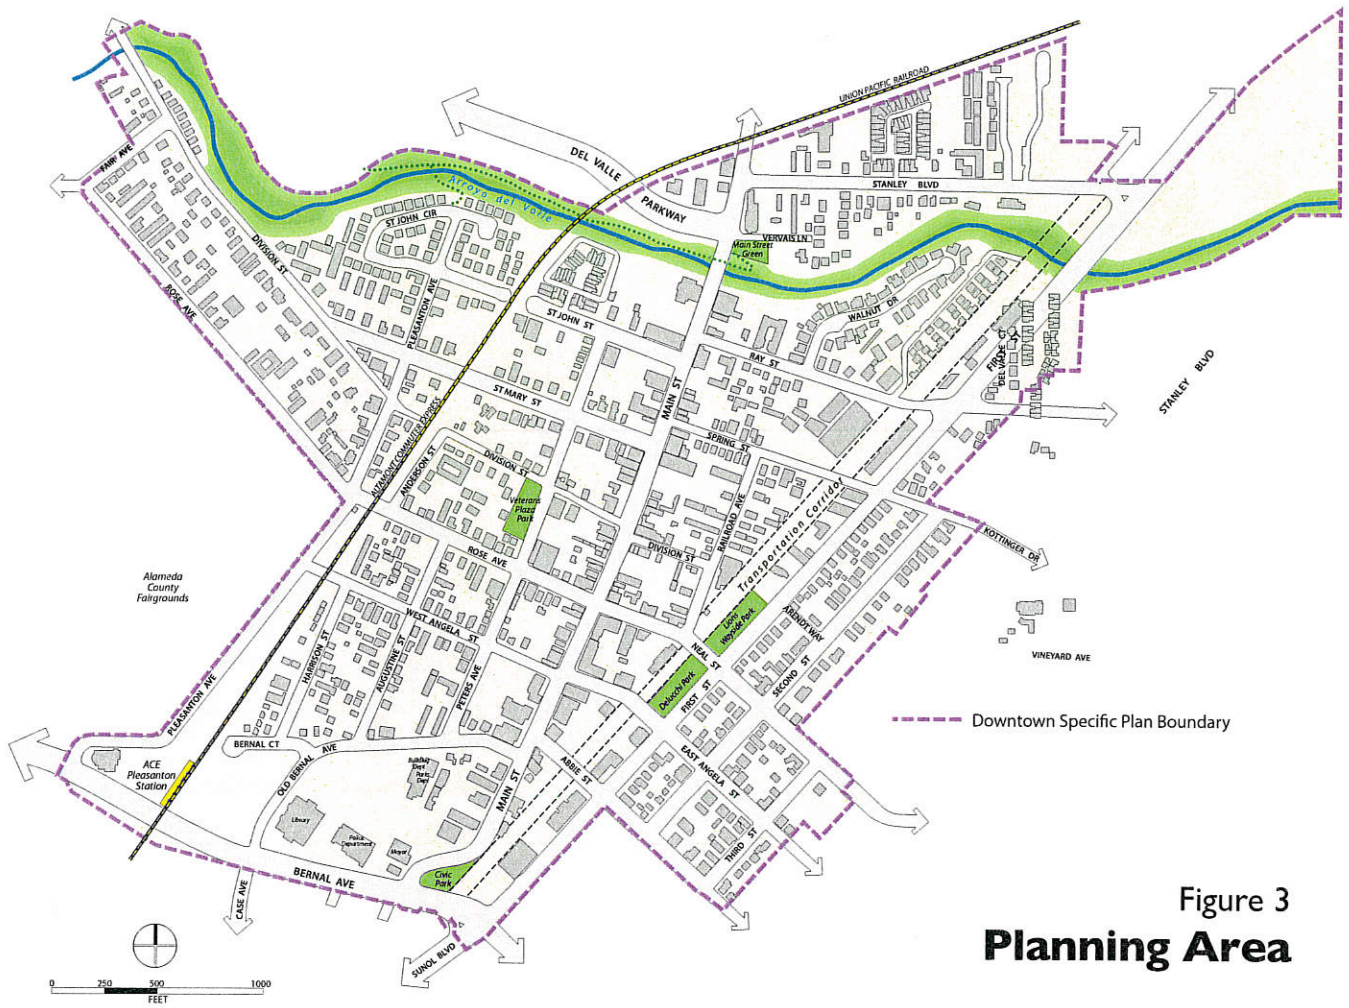 UNION PACIFIC RAILROAD
DEL VALLE
PARKWAY
FAIR AVE
STANLEY BLVD
Arroyo del Valle
ST JOHN CIR
VERVAIS LN
Main Street
Green
DIVISION ST
ROSE AVE
PLEASANTON AVE
ST JOHN ST
WALNUT DR
RAY ST
FIRST ST
DEL VALLE CT
STANLEY BLVD
MAIN ST
ST MARY ST
ALTAMONT COMMUTER EXPRESS
ANDERSON ST
DIVISION ST
SPRING ST
Veterans
Plaza
Park
RAILROAD AVE
Transportation Corridor
ROSE AVE
DIVISION ST
KOTTINGER DR
Alameda
County
Fairgrounds
WEST ANGELA ST
Lions
Wayside Park
ARENDT WAY
HARRISON ST
AUGUSTINE ST
PETERS AVE
NEAL ST
Delucchi Park
FIRST ST
SECOND ST
VINEYARD AVE
PLEASANTON AVE
Downtown Specific Plan Boundary
BERNAL CT
OLD BERNAL AVE
ACE
Pleasanton
Station
Building
Dept
Parks
Dept
MAIN ST
ABBIE ST
EAST ANGELA ST
Library
Police
Department
THIRD ST
BERNAL AVE
Civic
Park
CASE AVE
SUNOL BLVD
Figure 3
Planning Area
0 250 500 1000
FEET